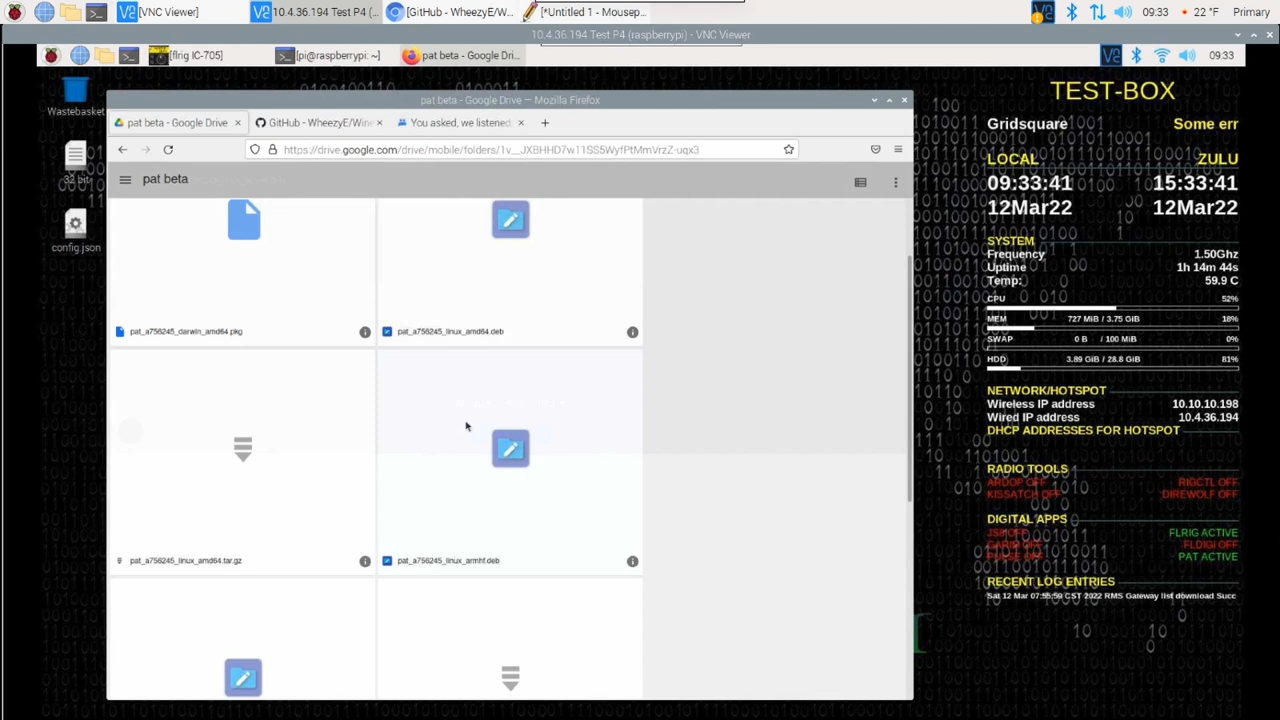 [VNC Viewer]
10.4.36.194 Test P4 (...
[GitHub - WheezyE/W...
[*Untitled 1 - Mousep...
09:33
22 °F
Primary
10.4.36.194 Test P4 (raspberrypi) - VNC Viewer
[flrig IC-705]
[pi@raspberrypi: ~]
pat beta - Google Dri...
09:33
Wastebasket
32 bit
config.json
pat beta - Google Drive — Mozilla Firefox
pat beta - Google Drive
GitHub - WheezyE/Wine
You asked, we listened:
https://drive.google.com/drive/mobile/folders/1v__JXBHHD7w11SS5WyfPtMmVrzZ-uqx3
pat beta
pat_a756245_darwin_amd64.pkg
pat_a756245_linux_amd64.deb
pat_a756245_linux_amd64.tar.gz
pat_a756245_linux_armhf.deb
TEST-BOX
Gridsquare Some err
LOCAL ZULU
09:33:41 15:33:41
12Mar22 12Mar22
SYSTEM
Frequency 1.50Ghz
Uptime 1h 14m 44s
Temp: 59.9 C
CPU 52%
MEM 727 MiB / 3.75 GiB 18%
SWAP 0 B / 100 MiB 0%
HDD 3.89 GiB / 28.8 GiB 81%
NETWORK/HOTSPOT
Wireless IP address 10.10.10.198
Wired IP address 10.4.36.194
DHCP ADDRESSES FOR HOTSPOT
RADIO TOOLS
ARDOP OFF RIGCTL OFF
KISSATCH OFF DIREWOLF OFF
DIGITAL APPS
JS8 OFF FLRIG ACTIVE
FLDIGI OFF
PAT ACTIVE
RECENT LOG ENTRIES
Sat 12 Mar 07:55:59 CST 2022 RMS Gateway list download Succ